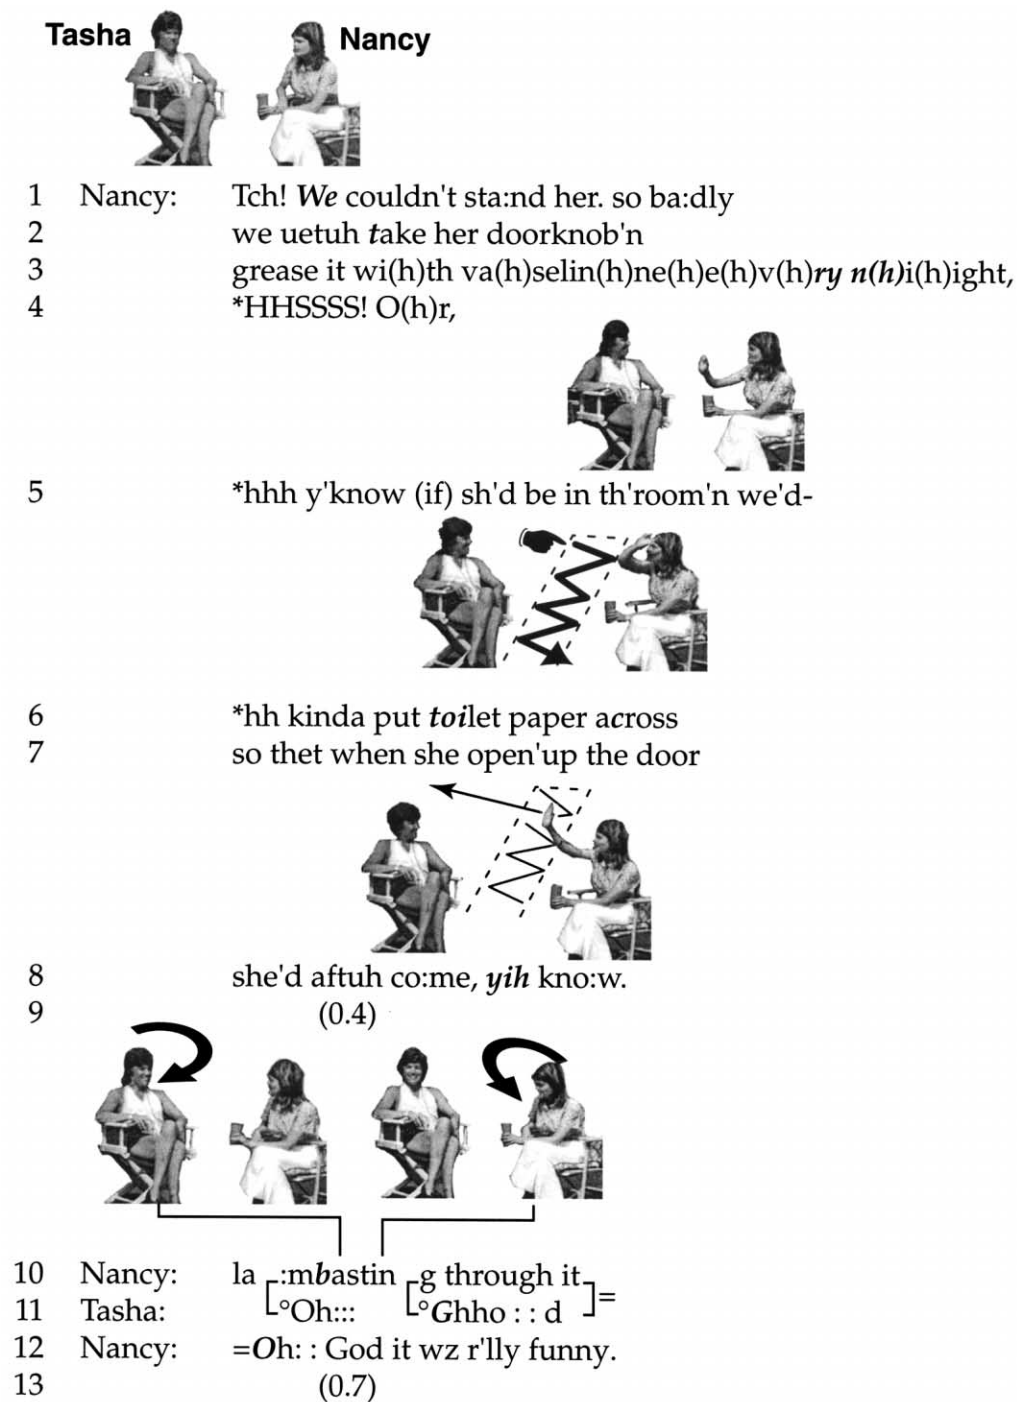 Tasha Nancy
1 Nancy: Tch! We couldn't sta:nd her. so ba:dly
2 we uetuh take her doorknob'n
3 grease it wi(h)th va(h)selin(h)ne(h)e(h)v(h)ry n(h)i(h)ight,
4 *HHSSSS! O(h)r,
5 *hhh y'know (if) sh'd be in th'room'n we'd-
6 *hh kinda put toilet paper across
7 so thet when she open'up the door
8 she'd aftuh co:me, yih kno:w.
9 (0.4)
10 Nancy: la [:mbastin [g through it]
11 Tasha: [°Oh::: [°Ghho : : d ]=
12 Nancy: =Oh: : God it wz r'lly funny.
13 (0.7)